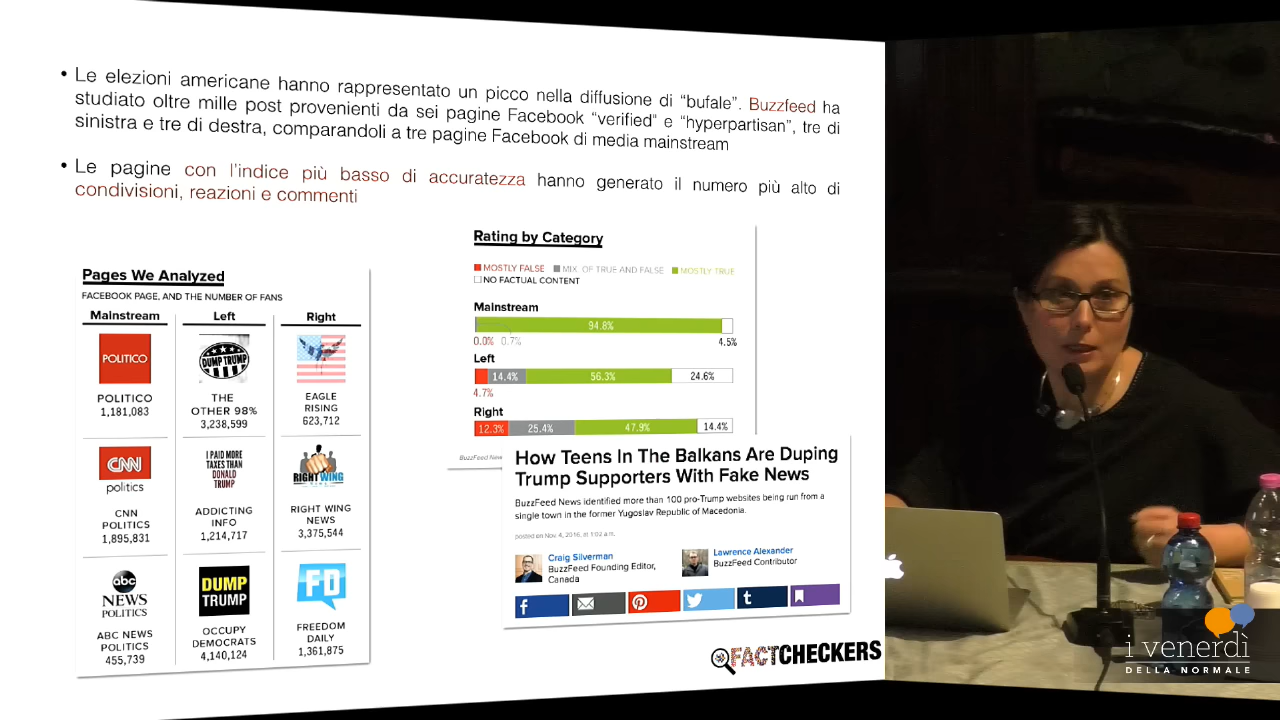 • Le elezioni americane hanno rappresentato un picco nella diffusione di “bufale”. Buzzfeed ha
studiato oltre mille post provenienti da sei pagine Facebook “verified” e “hyperpartisan”, tre di
sinistra e tre di destra, comparandoli a tre pagine Facebook di media mainstream
• Le pagine con l’indice più basso di accuratezza hanno generato il numero più alto di
condivisioni, reazioni e commenti
Pages We Analyzed
FACEBOOK PAGE, AND THE NUMBER OF FANS
Mainstream Left Right
POLITICO
DUMP TRUMP
POLITICO
1,181,083
THE
OTHER 98%
3,238,599
EAGLE
RISING
623,712
CNN
politics
I PAID MORE
TAXES THAN
DONALD
TRUMP
RIGHT WING
CNN
POLITICS
1,895,831
ADDICTING
INFO
1,214,717
RIGHT WING
NEWS
3,375,544
abc
NEWS
POLITICS
DUMP
TRUMP
FD
ABC NEWS
POLITICS
455,739
OCCUPY
DEMOCRATS
4,140,124
FREEDOM
DAILY
1,361,875
Rating by Category
MOSTLY FALSE MIX OF TRUE AND FALSE MOSTLY TRUE
NO FACTUAL CONTENT
Mainstream
94.8%
0.0% 0.7% 4.5%
Left
14.4% 56.3% 24.6%
4.7%
Right
12.3% 25.4% 47.9% 14.4%
BuzzFeed New
How Teens In The Balkans Are Duping
Trump Supporters With Fake News
BuzzFeed News identified more than 100 pro-Trump websites being run from a
single town in the former Yugoslav Republic of Macedonia.
posted on Nov 4, 2016, at 1:02 a.m.
Craig Silverman
BuzzFeed Founding Editor,
Canada
Lawrence Alexander
BuzzFeed Contributor
FACTCHECKERS
i venerdì
DELLA NORMALE